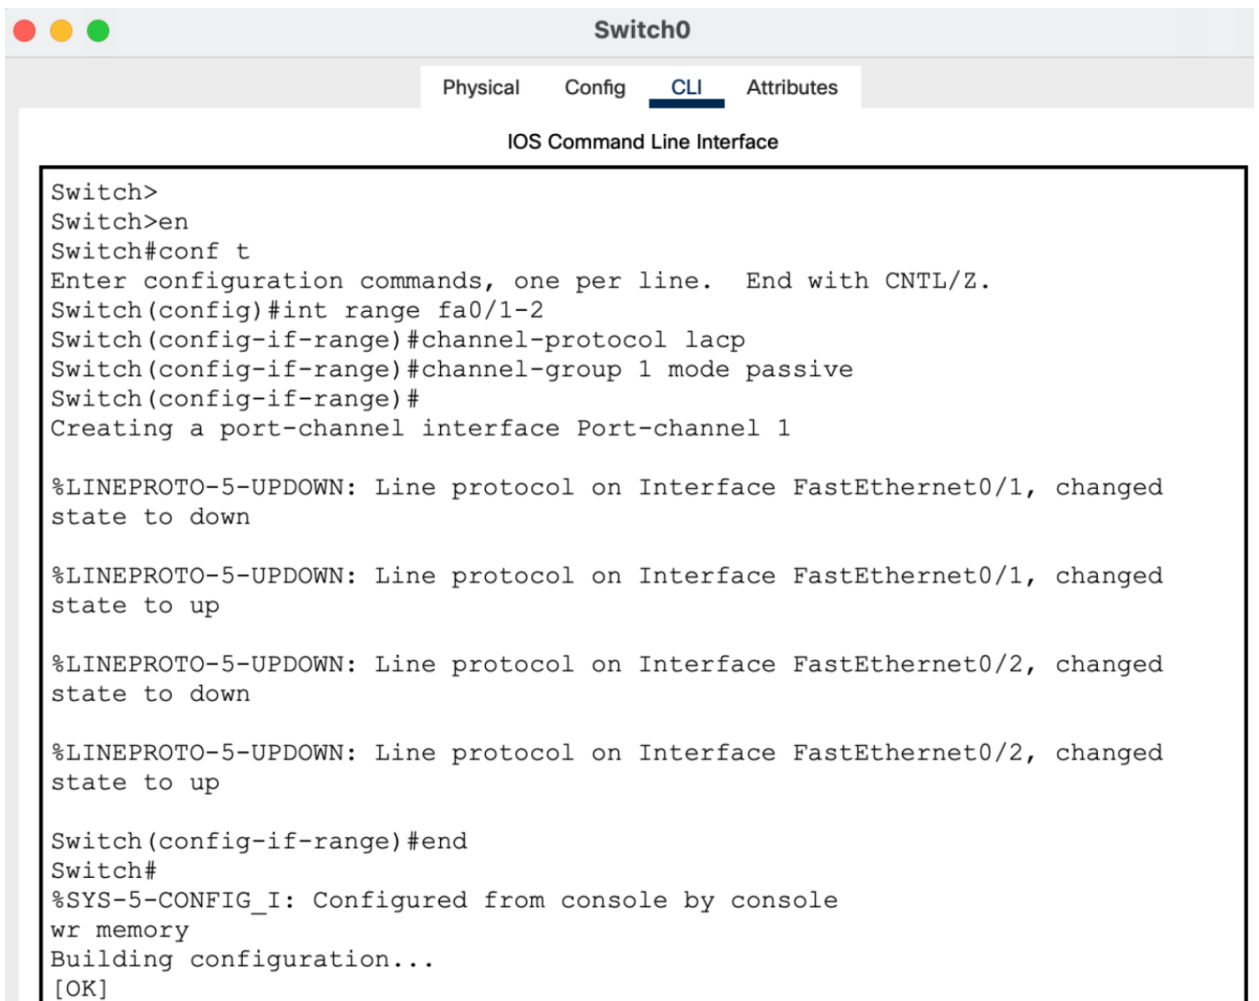 Switch0
Physical Config CLI Attributes
IOS Command Line Interface
Switch>
Switch>en
Switch#conf t
Enter configuration commands, one per line.  End with CNTL/Z.
Switch(config)#int range fa0/1-2
Switch(config-if-range)#channel-protocol lacp
Switch(config-if-range)#channel-group 1 mode passive
Switch(config-if-range)#
Creating a port-channel interface Port-channel 1
%LINEPROTO-5-UPDOWN: Line protocol on Interface FastEthernet0/1, changed
state to down
%LINEPROTO-5-UPDOWN: Line protocol on Interface FastEthernet0/1, changed
state to up
%LINEPROTO-5-UPDOWN: Line protocol on Interface FastEthernet0/2, changed
state to down
%LINEPROTO-5-UPDOWN: Line protocol on Interface FastEthernet0/2, changed
state to up
Switch(config-if-range)#end
Switch#
%SYS-5-CONFIG_I: Configured from console by console
wr memory
Building configuration...
[OK]